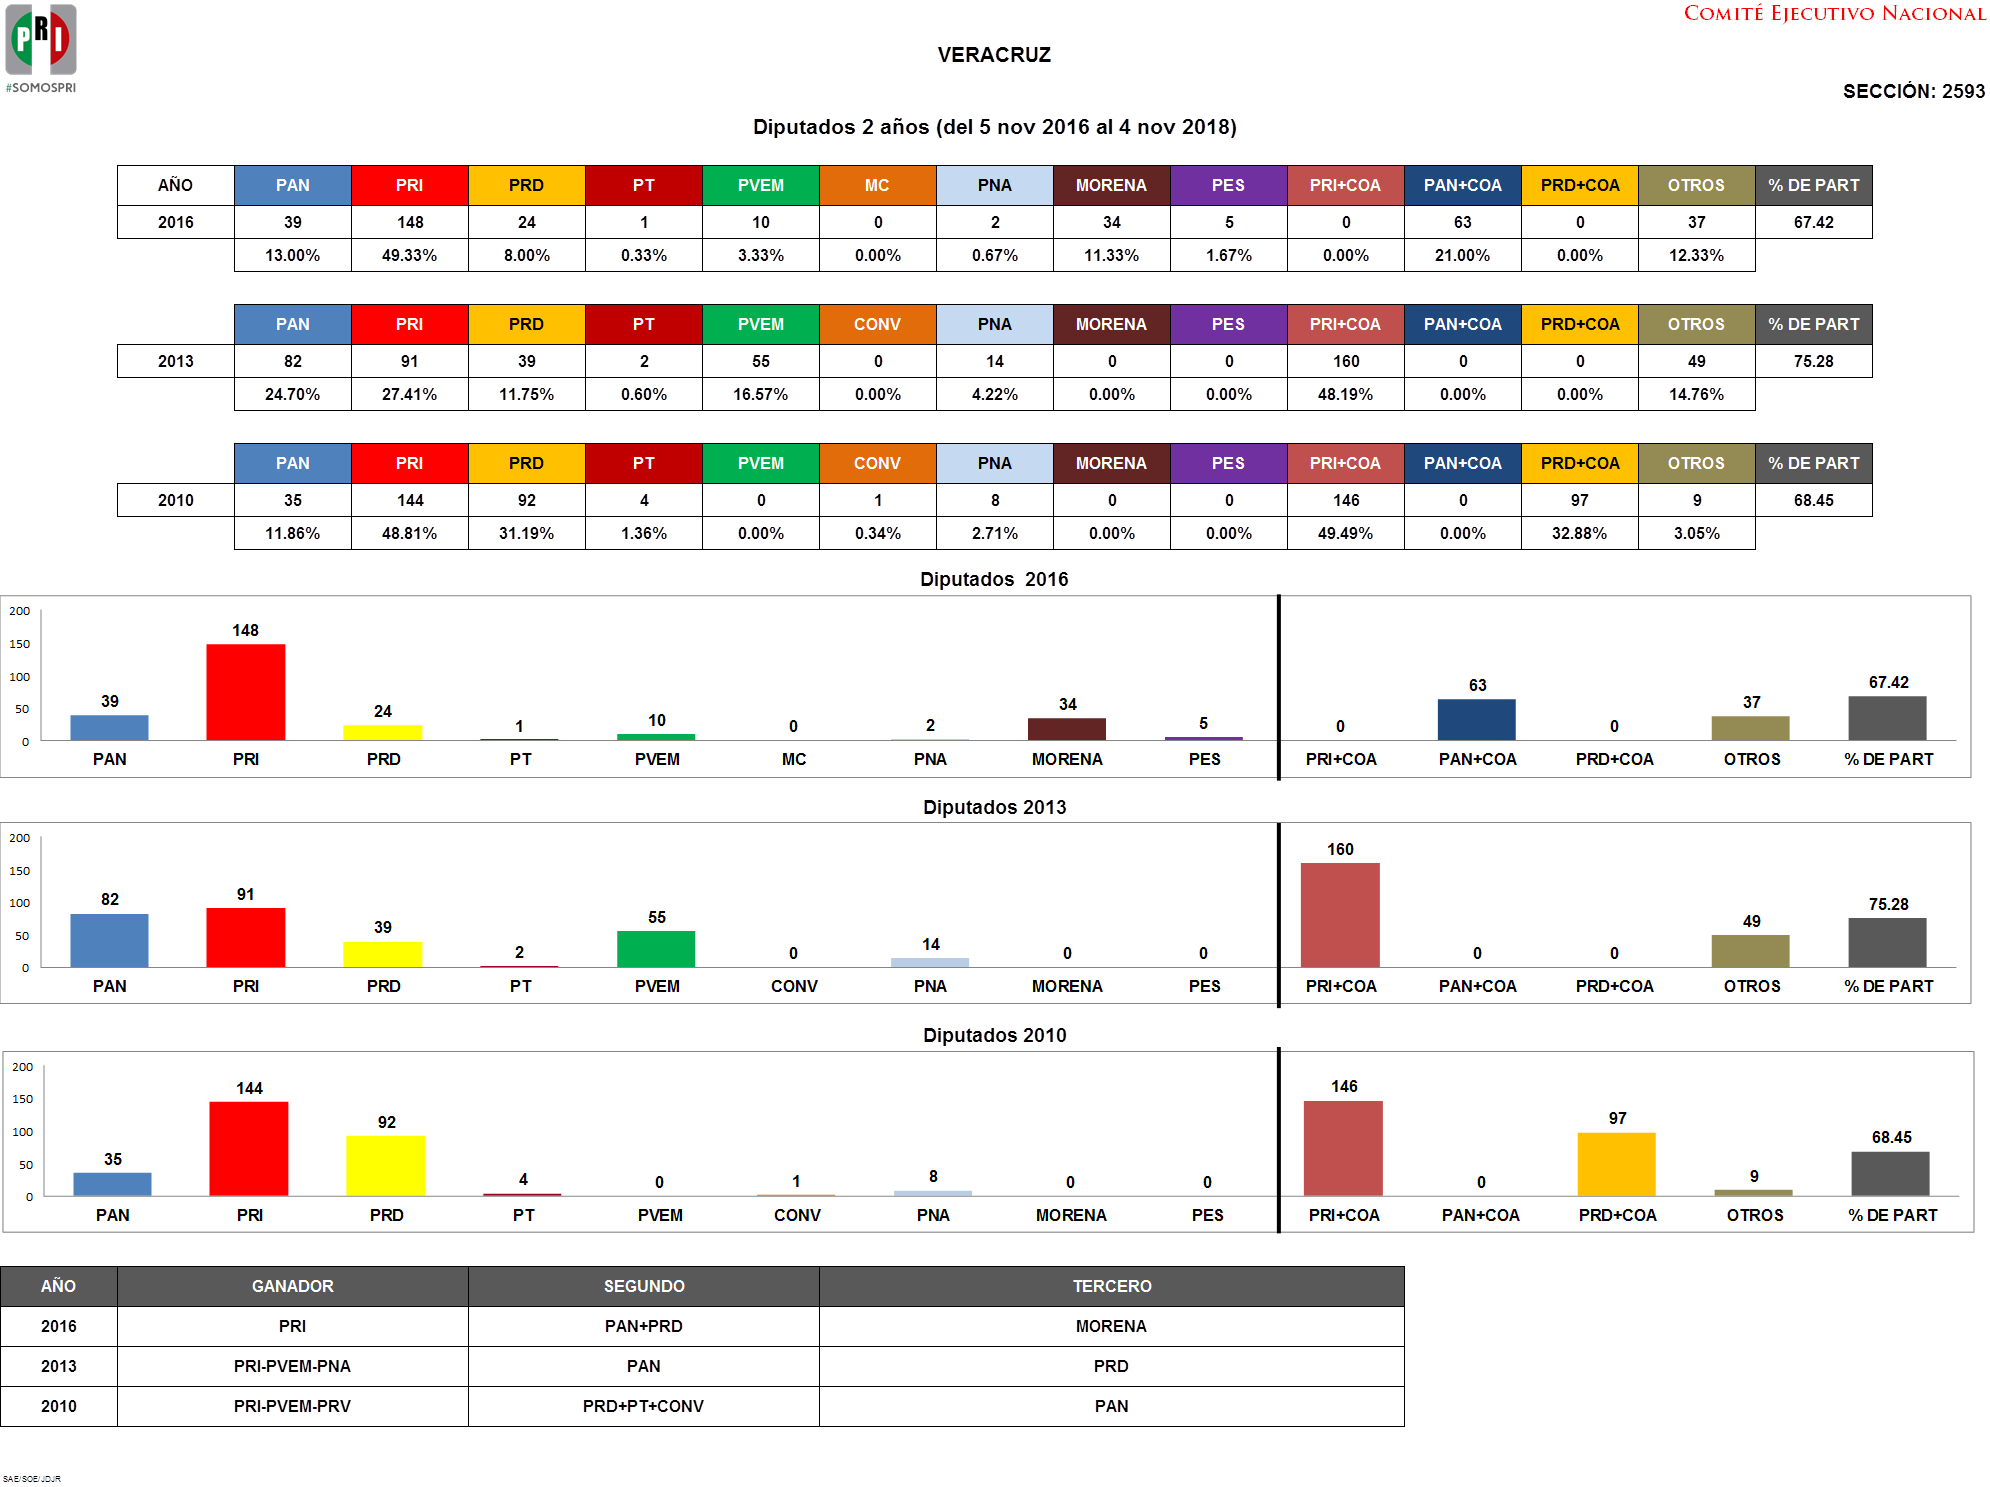 PRI
#SOMOSPRI
COMITÉ EJECUTIVO NACIONAL
VERACRUZ
SECCIÓN: 2593
Diputados 2 años (del 5 nov 2016 al 4 nov 2018)
AÑO PAN PRI PRD PT PVEM MC PNA MORENA PES PRI+COA PAN+COA PRD+COA OTROS % DE PART
2016 39 148 24 1 10 0 2 34 5 0 63 0 37 67.42
13.00% 49.33% 8.00% 0.33% 3.33% 0.00% 0.67% 11.33% 1.67% 0.00% 21.00% 0.00% 12.33%
PAN PRI PRD PT PVEM CONV PNA MORENA PES PRI+COA PAN+COA PRD+COA OTROS % DE PART
2013 82 91 39 2 55 0 14 0 0 160 0 0 49 75.28
24.70% 27.41% 11.75% 0.60% 16.57% 0.00% 4.22% 0.00% 0.00% 48.19% 0.00% 0.00% 14.76%
PAN PRI PRD PT PVEM CONV PNA MORENA PES PRI+COA PAN+COA PRD+COA OTROS % DE PART
2010 35 144 92 4 0 1 8 0 0 146 0 97 9 68.45
11.86% 48.81% 31.19% 1.36% 0.00% 0.34% 2.71% 0.00% 0.00% 49.49% 0.00% 32.88% 3.05%
Diputados 2016
200
150
100
50
0
39 148 24 1 10 0 2 34 5 0 63 0 37 67.42
PAN PRI PRD PT PVEM MC PNA MORENA PES PRI+COA PAN+COA PRD+COA OTROS % DE PART
Diputados 2013
200
150
100
50
0
82 91 39 2 55 0 14 0 0 160 0 0 49 75.28
PAN PRI PRD PT PVEM CONV PNA MORENA PES PRI+COA PAN+COA PRD+COA OTROS % DE PART
Diputados 2010
200
150
100
50
0
35 144 92 4 0 1 8 0 0 146 0 97 9 68.45
PAN PRI PRD PT PVEM CONV PNA MORENA PES PRI+COA PAN+COA PRD+COA OTROS % DE PART
AÑO GANADOR SEGUNDO TERCERO
2016 PRI PAN+PRD MORENA
2013 PRI-PVEM-PNA PAN PRD
2010 PRI-PVEM-PRV PRD+PT+CONV PAN
SAE/SOE/JDJR